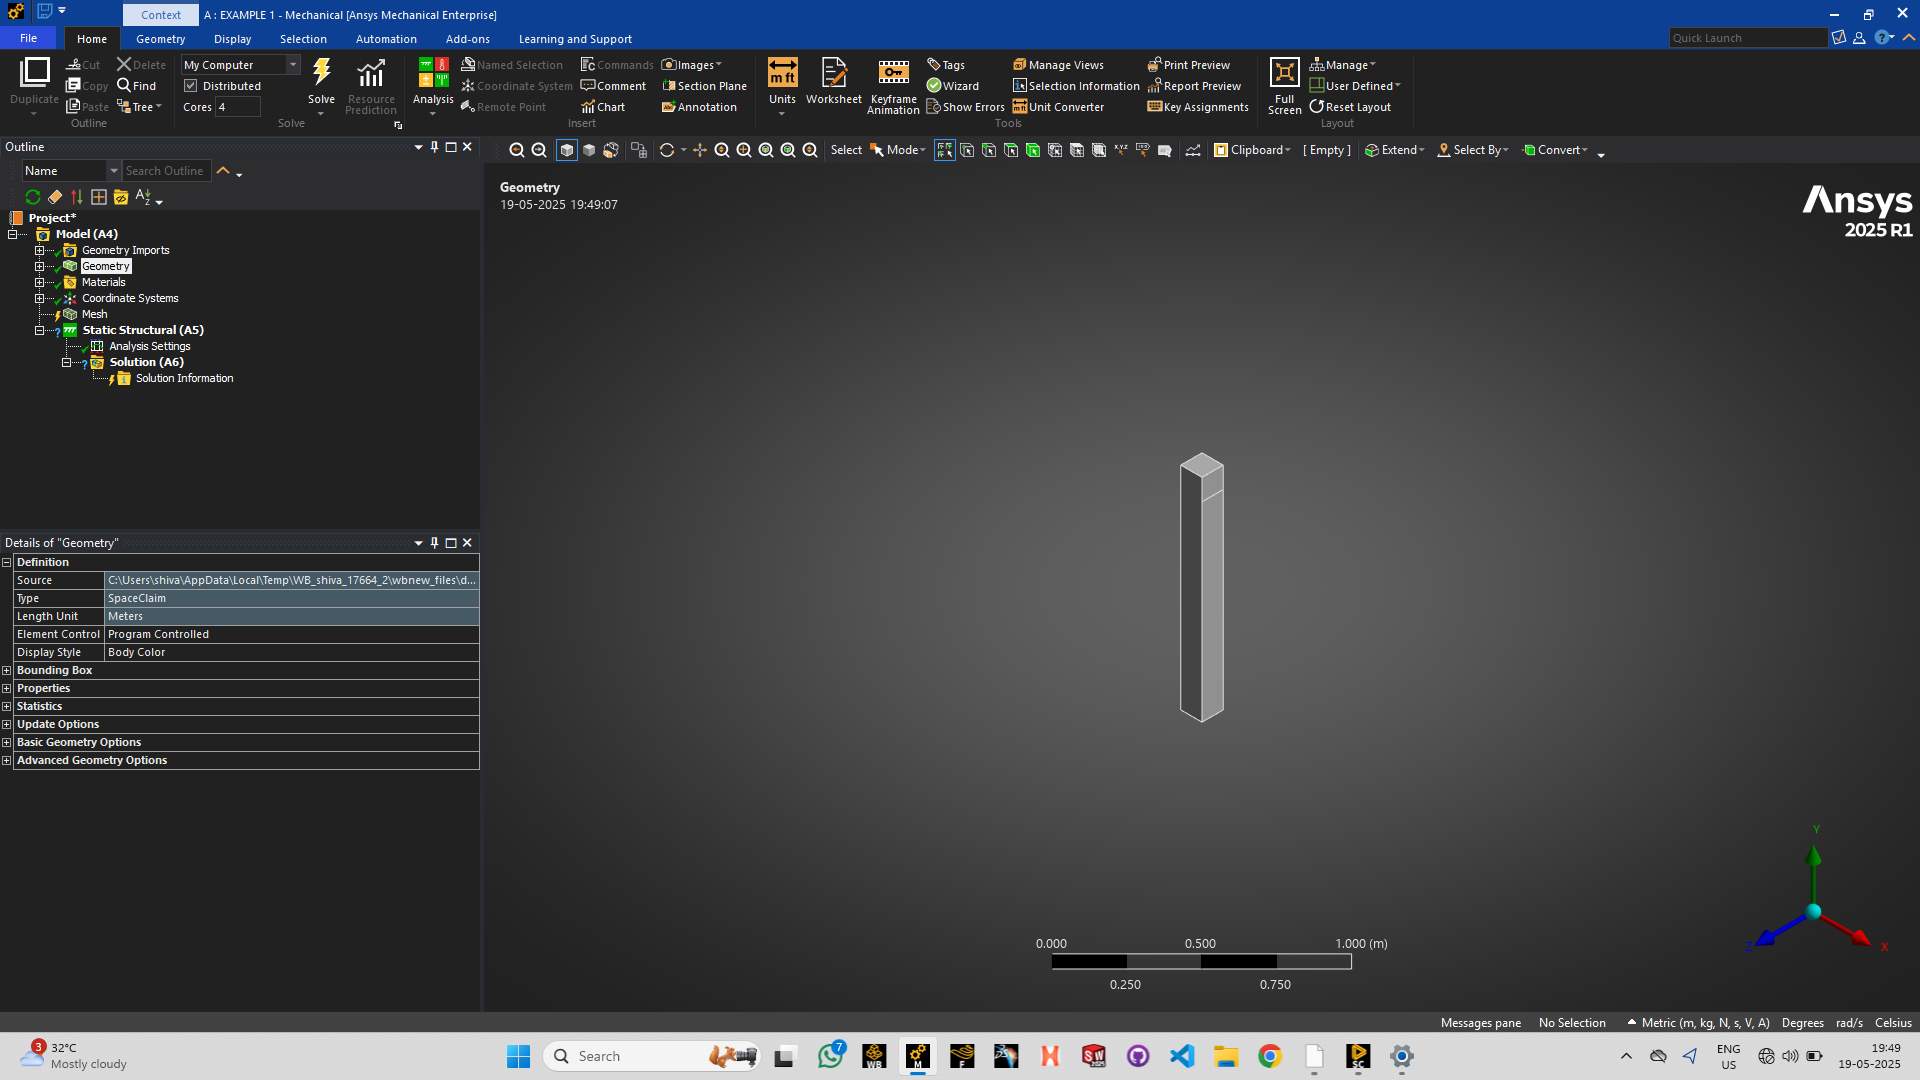 Context
A : EXAMPLE 1 - Mechanical [Ansys Mechanical Enterprise]
File
Home
Geometry
Display
Selection
Automation
Add-ons
Learning and Support
Quick Launch
Duplicate
Cut
Copy
Paste
Delete
Find
Tree
Outline
My Computer
Distributed
Cores 4
Solve
Resource
Prediction
Solve
Analysis
Named Selection
Coordinate System
Remote Point
Commands
Comment
Chart
Images
Section Plane
Annotation
Insert
Units
Worksheet
Keyframe
Animation
Tags
Wizard
Show Errors
Manage Views
Selection Information
Unit Converter
Print Preview
Report Preview
Key Assignments
Tools
Full
Screen
Manage
User Defined
Reset Layout
Layout
Outline
Name
Search Outline
Project*
Model (A4)
Geometry Imports
Geometry
Materials
Coordinate Systems
Mesh
Static Structural (A5)
Analysis Settings
Solution (A6)
Solution Information
Select
Mode
Clipboard
[ Empty ]
Extend
Select By
Convert
Geometry
19-05-2025 19:49:07
Ansys
2025 R1
Details of "Geometry"
Definition
Source C:\Users\shiva\AppData\Local\Temp\WB_shiva_17664_2\wbnew_files\d...
Type SpaceClaim
Length Unit Meters
Element Control Program Controlled
Display Style Body Color
Bounding Box
Properties
Statistics
Update Options
Basic Geometry Options
Advanced Geometry Options
Y
Z
X
0.000 0.500 1.000 (m)
0.250 0.750
Messages pane
No Selection
Metric (m, kg, N, s, V, A)
Degrees
rad/s
Celsius
3
32°C
Mostly cloudy
Search
7
WB
M
F
SW
SC
ENG
US
19:49
19-05-2025